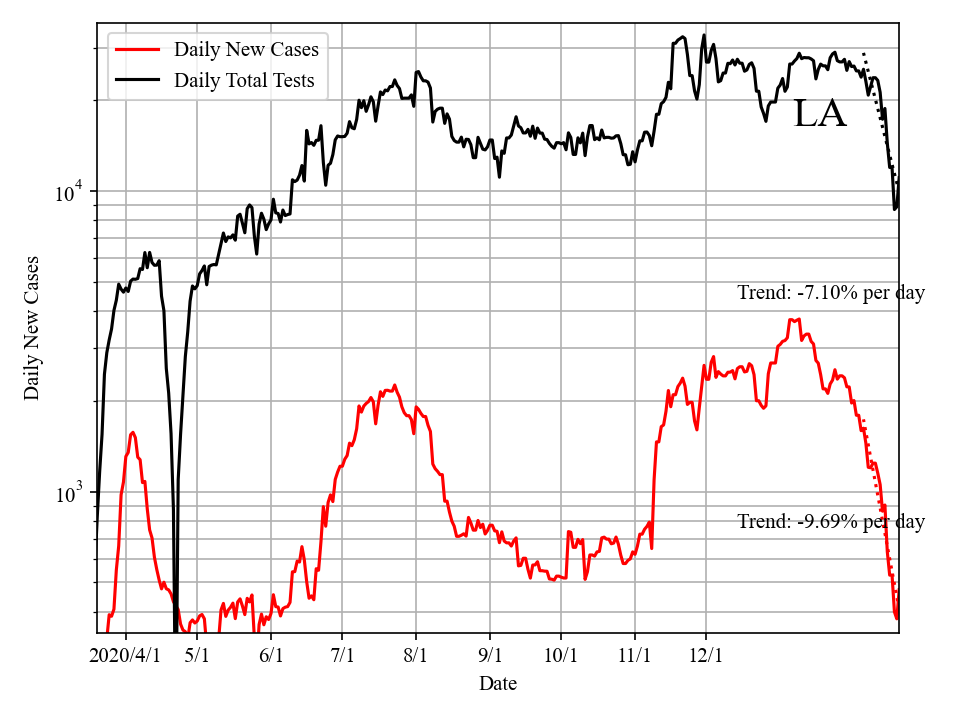 Daily New Cases
Daily Total Tests
LA
10^4
Trend: -7.10% per day
Daily New Cases
10^3
Trend: -9.69% per day
2020/4/1 5/1 6/1 7/1 8/1 9/1 10/1 11/1 12/1
Date